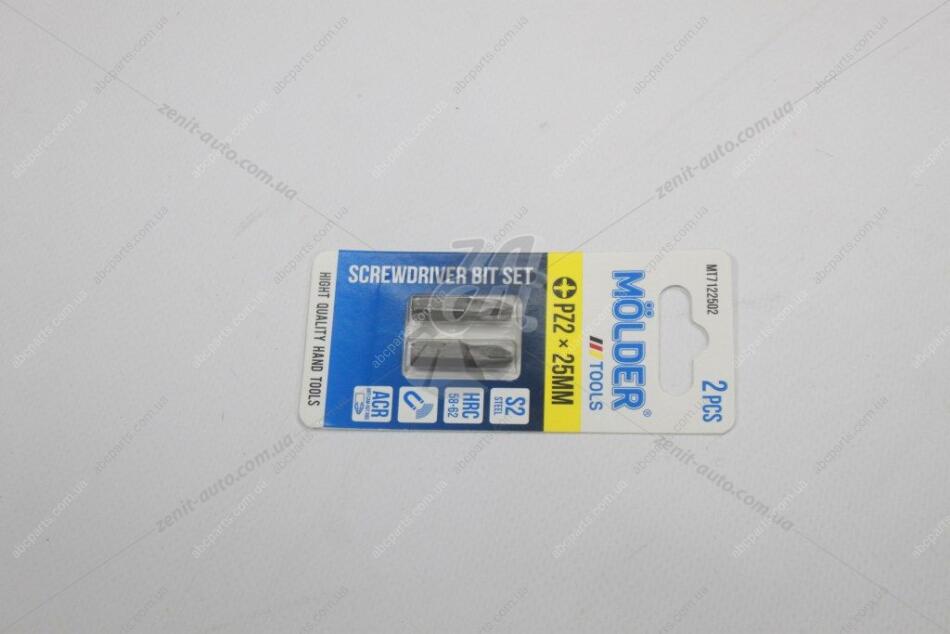 MT7122502
2 PCS
MÖLDER®
TOOLS
PZ2 × 25MM
SCREWDRIVER BIT SET
S2
STEEL
HRC
58-62
ACR
HIGHT QUALITY HAND TOOLS
zenit-auto.com.ua
abcparts.com.ua